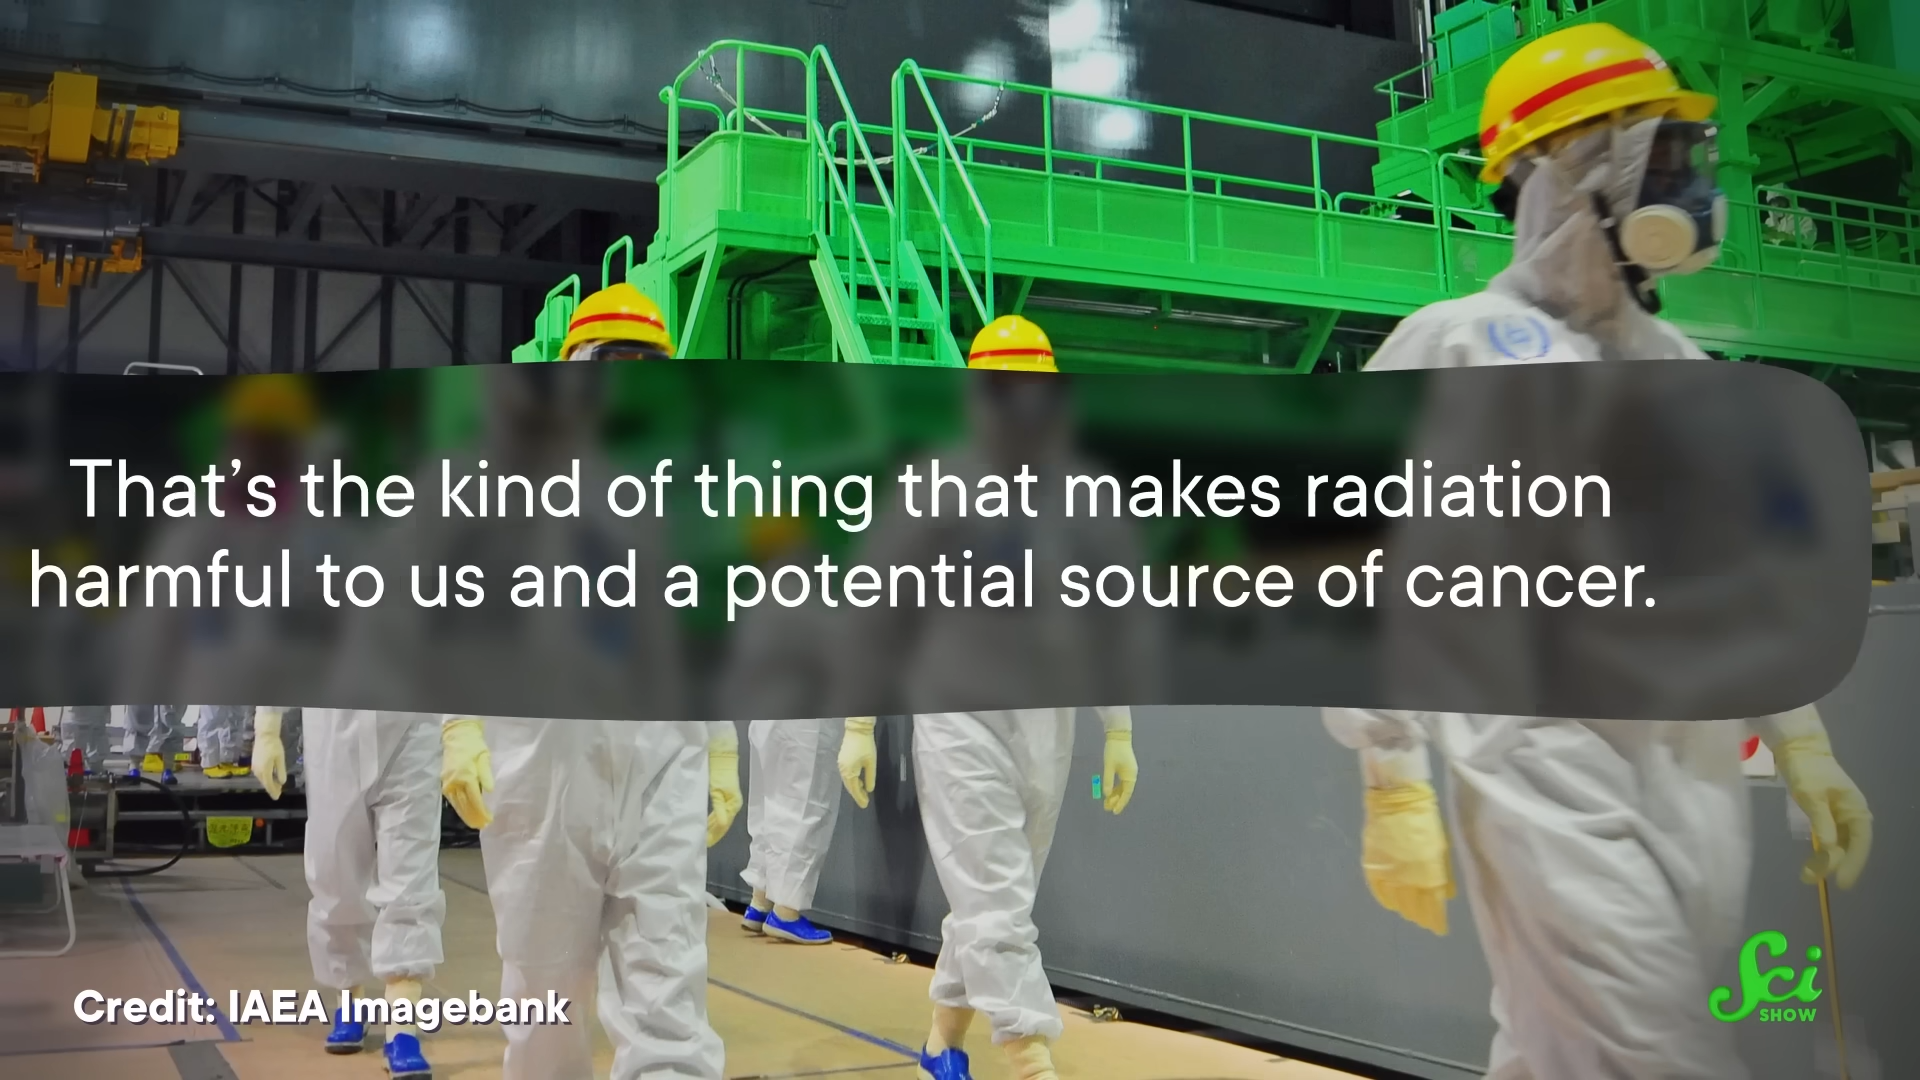 That’s the kind of thing that makes radiation
harmful to us and a potential source of cancer.
Credit: IAEA Imagebank
Sci
SHOW